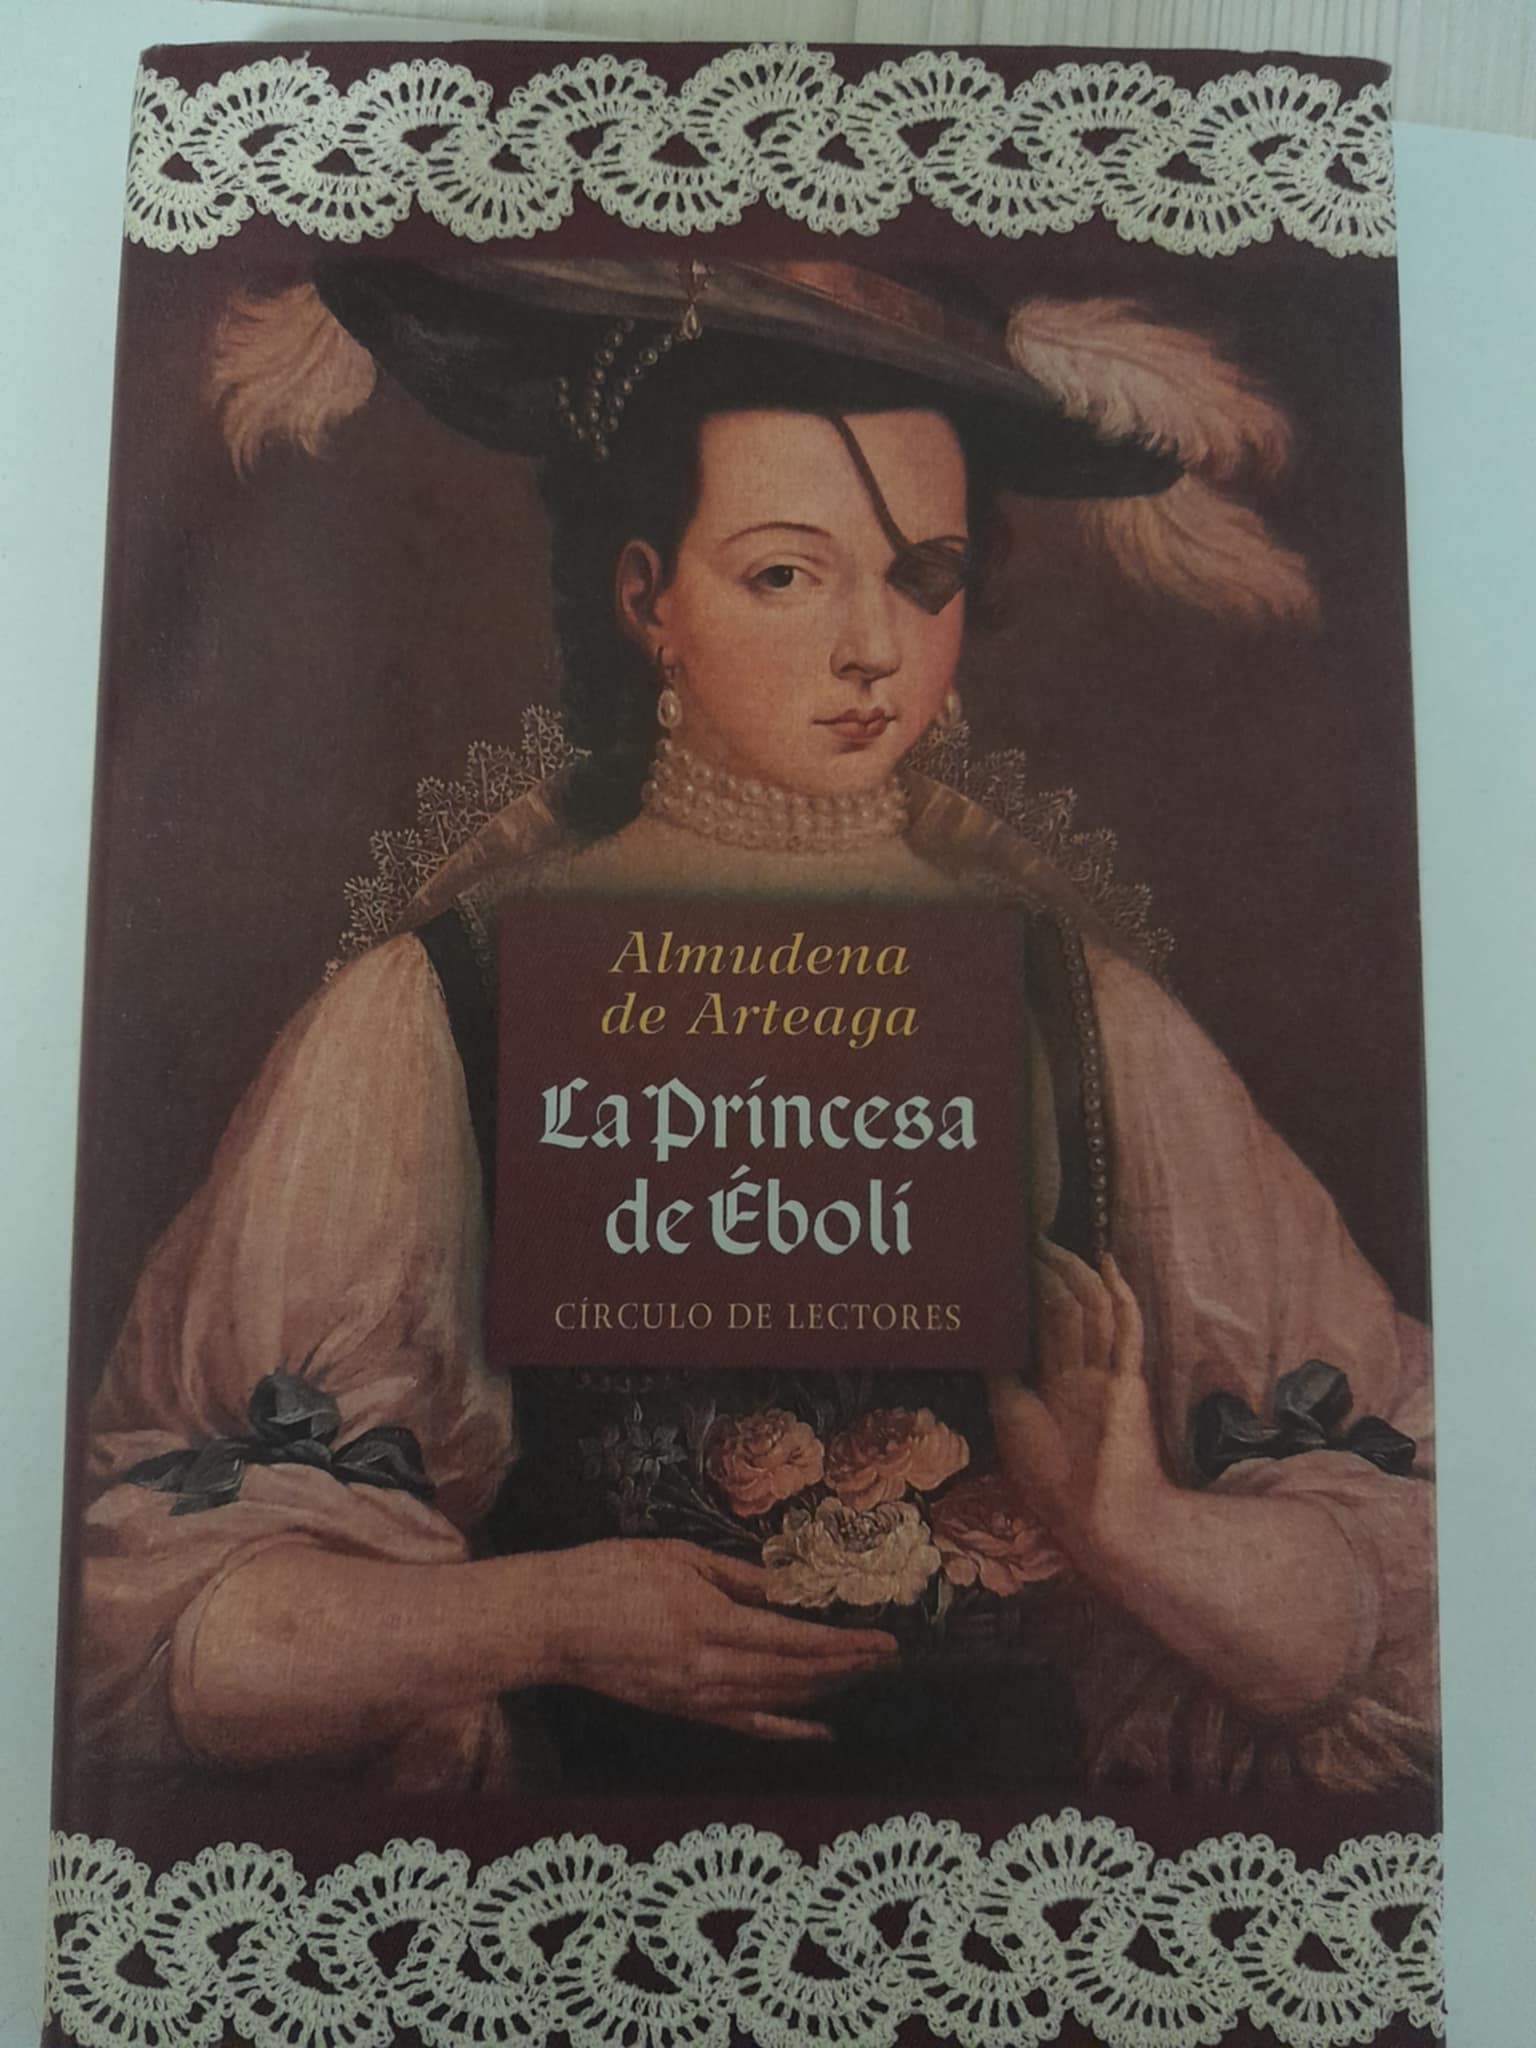 Almudena
de Arteaga
La Princesa
de Éboli
CÍRCULO DE LECTORES